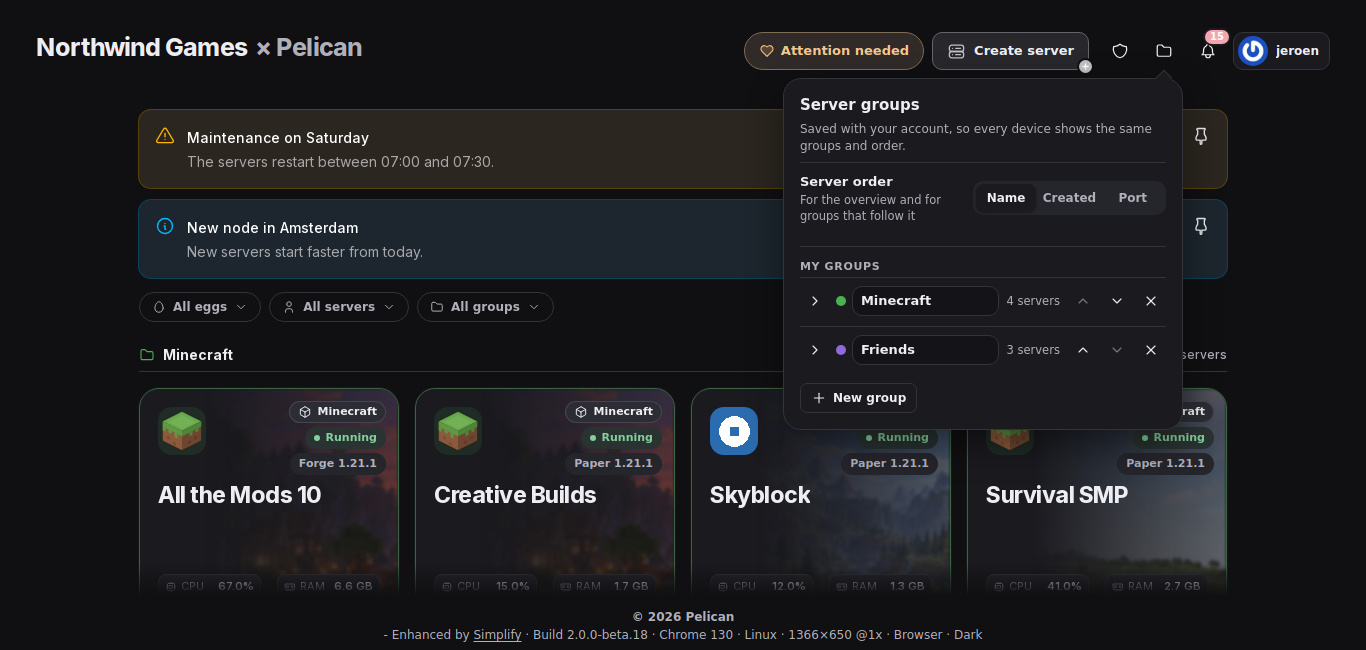 Northwind Games × Pelican
Attention needed
Create server
15
jeroen
Server groups
Saved with your account, so every device shows the same
groups and order.
Server order
For the overview and for
groups that follow it
Name
Created
Port
MY GROUPS
Minecraft
4 servers
Friends
3 servers
New group
Maintenance on Saturday
The servers restart between 07:00 and 07:30.
New node in Amsterdam
New servers start faster from today.
All eggs
All servers
All groups
Minecraft
servers
Minecraft
Running
Forge 1.21.1
All the Mods 10
CPU 67.0%
RAM 6.6 GB
Minecraft
Running
Paper 1.21.1
Creative Builds
CPU 15.0%
RAM 1.7 GB
Running
Paper 1.21.1
Skyblock
CPU 12.0%
RAM 1.3 GB
raft
Running
Paper 1.21.1
Survival SMP
CPU 41.0%
RAM 2.7 GB
© 2026 Pelican
- Enhanced by Simplify · Build 2.0.0-beta.18 · Chrome 130 · Linux · 1366×650 @1x · Browser · Dark